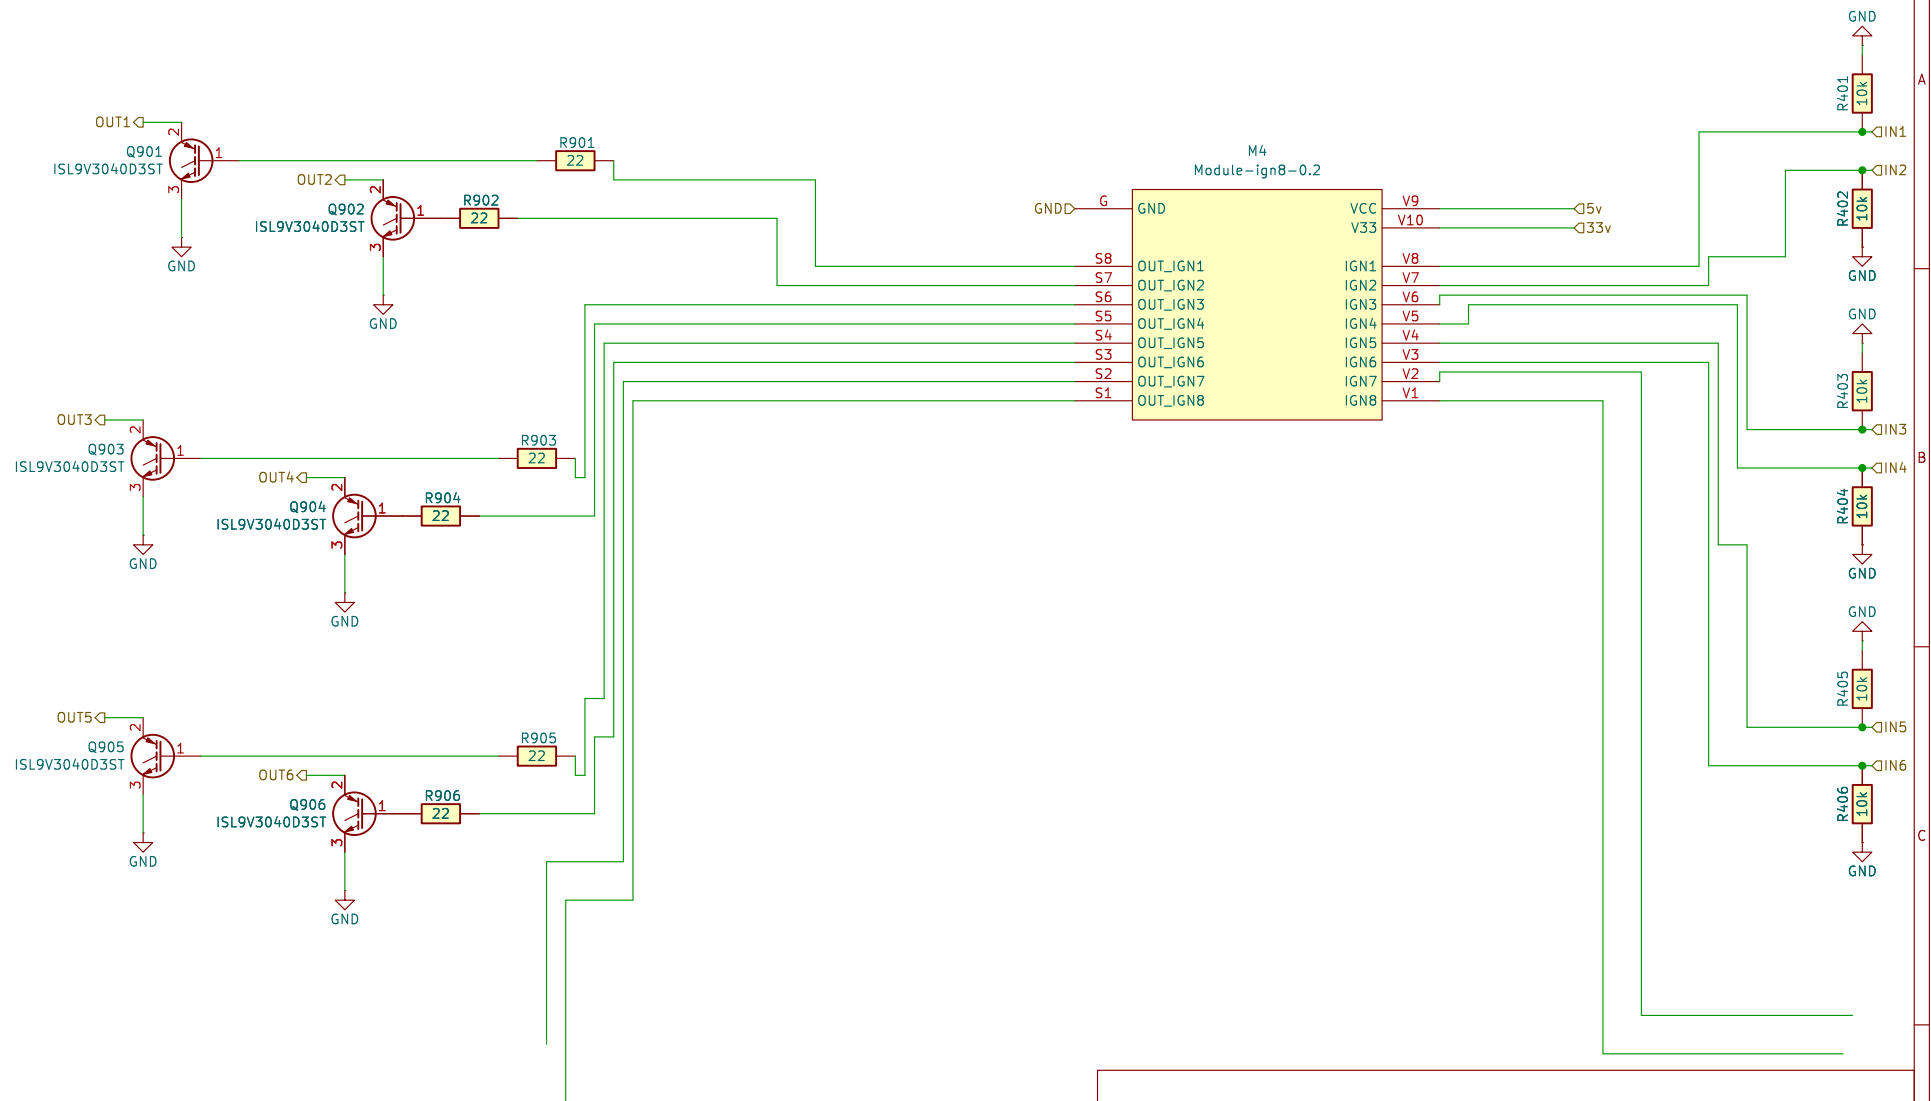 GND
R401
10k
A
IN1
OUT1
2
Q901
ISL9V3040D3ST
1
3
GND
R901
22
OUT2
2
Q902
ISL9V3040D3ST
1
3
GND
R902
22
M4
Module-ign8-0.2
GND
G
GND
VCC
V9
5v
V33
V10
33v
S8
OUT_IGN1
IGN1
V8
S7
OUT_IGN2
IGN2
V7
S6
OUT_IGN3
IGN3
V6
S5
OUT_IGN4
IGN4
V5
S4
OUT_IGN5
IGN5
V4
S3
OUT_IGN6
IGN6
V3
S2
OUT_IGN7
IGN7
V2
S1
OUT_IGN8
IGN8
V1
IN2
R402
10k
GND
GND
R403
10k
IN3
B
OUT3
2
Q903
ISL9V3040D3ST
1
3
GND
R903
22
OUT4
2
Q904
ISL9V3040D3ST
1
3
GND
R904
22
IN4
R404
10k
GND
GND
R405
10k
IN5
OUT5
2
Q905
ISL9V3040D3ST
1
3
GND
R905
22
OUT6
2
Q906
ISL9V3040D3ST
1
3
GND
R906
22
IN6
R406
10k
GND
C